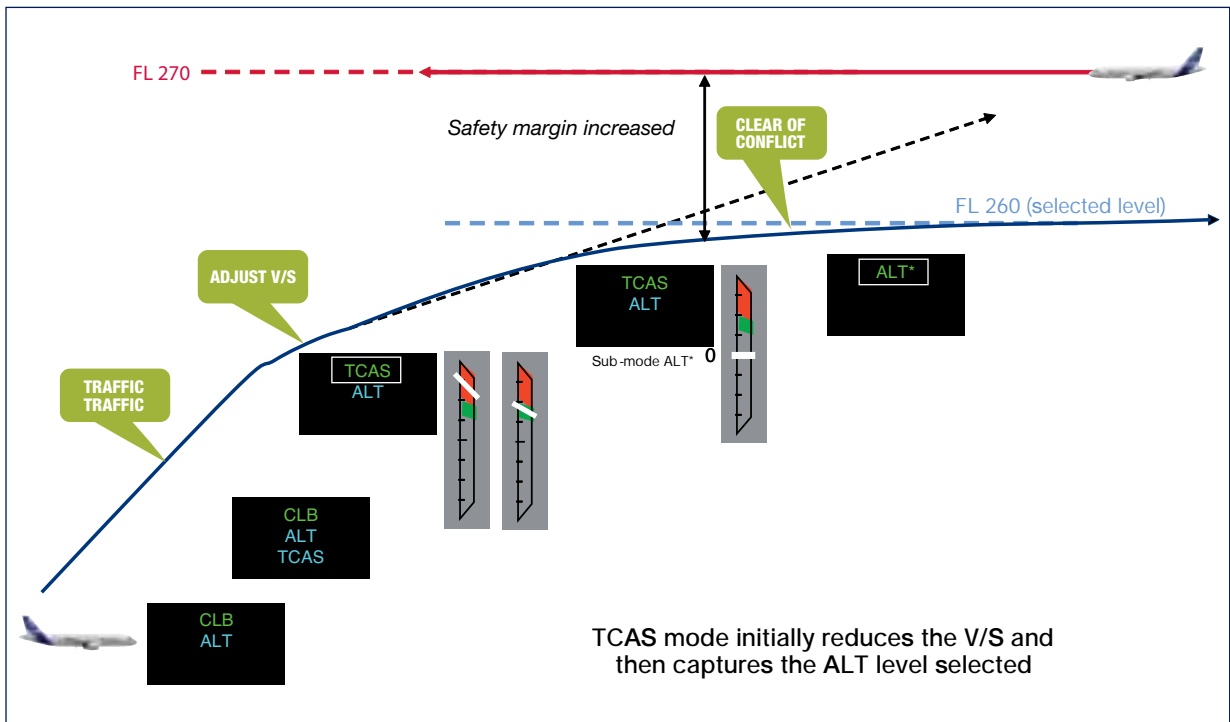 FL 270
Safety margin increased
CLEAR OF
CONFLICT
FL 260 (selected level)
ADJUST V/S
ALT*
TCAS
ALT
Sub-mode ALT*
0
TCAS
ALT
TRAFFIC
TRAFFIC
CLB
ALT
TCAS
CLB
ALT
TCAS mode initially reduces the V/S and
then captures the ALT level selected